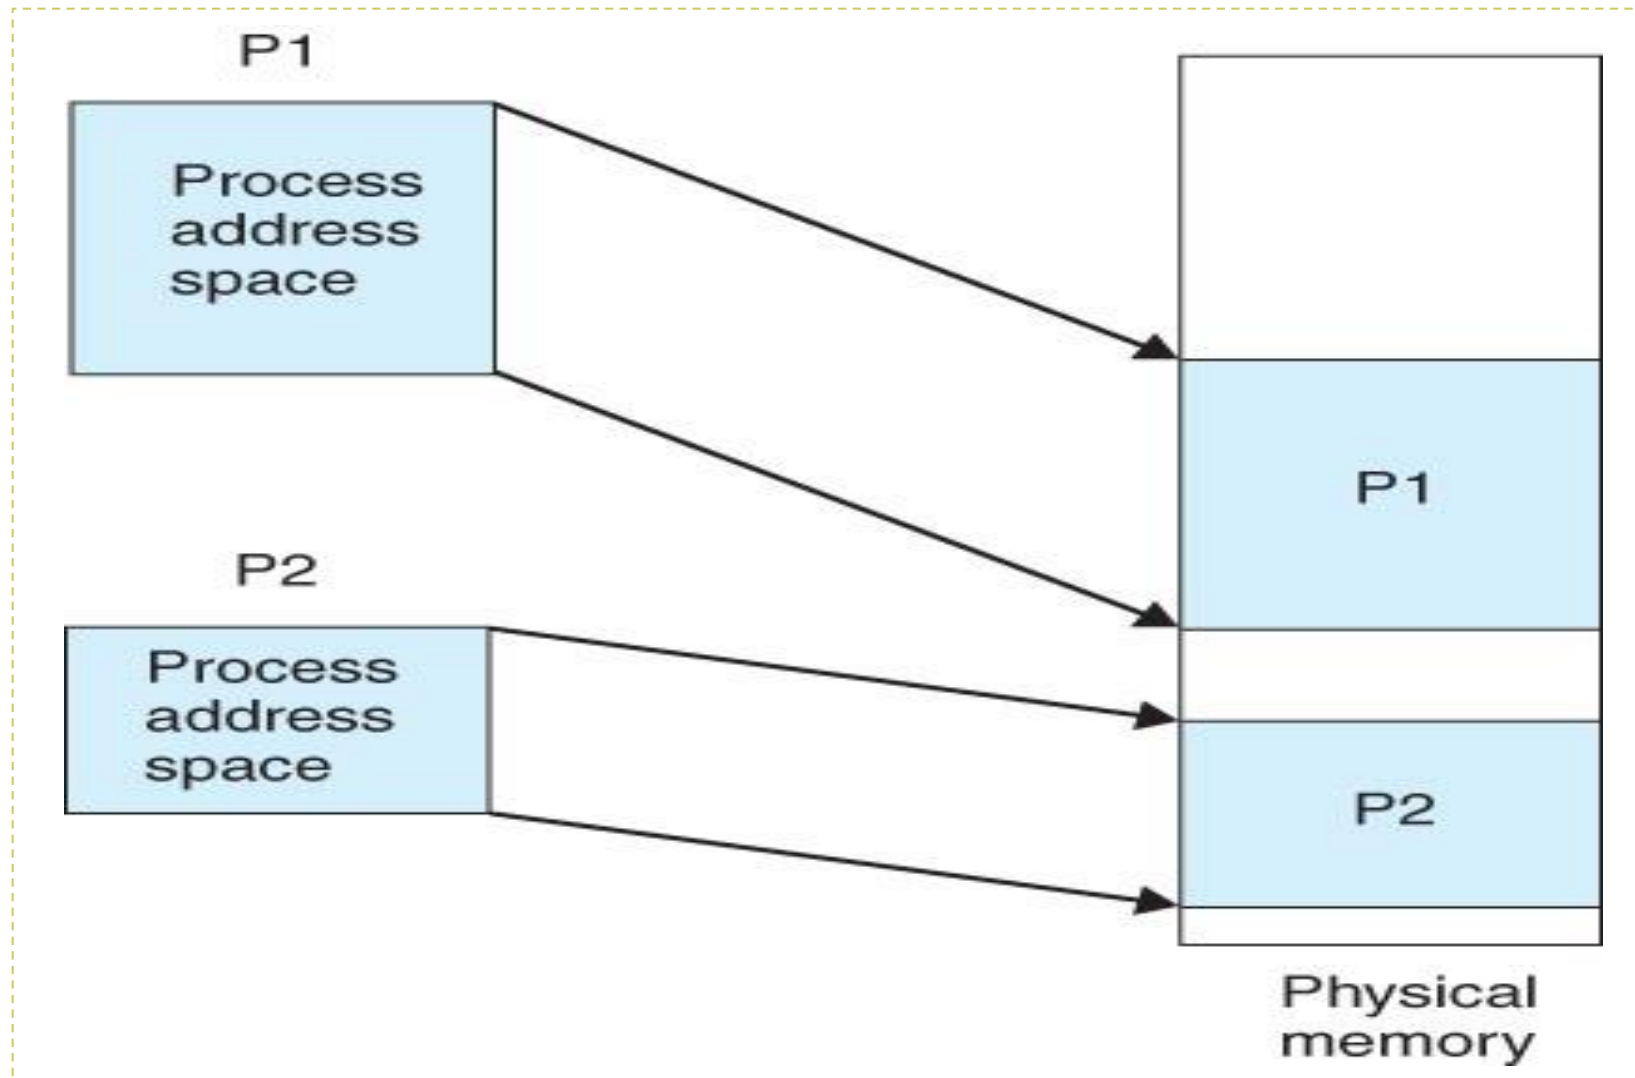 P1
Process
address
space
P1
P2
Process
address
space
P2
Physical
memory